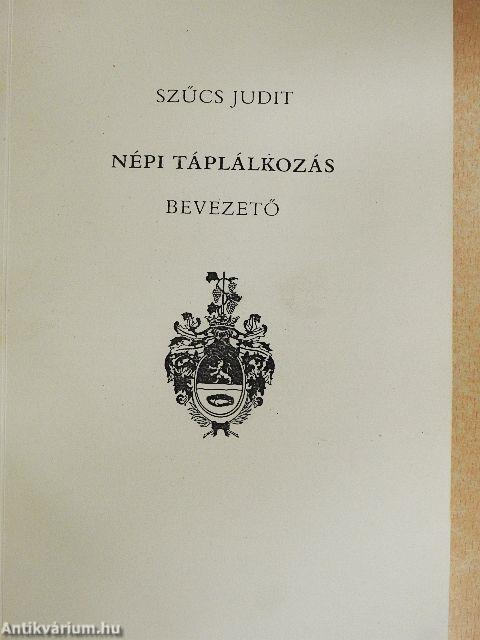 SZŰCS JUDIT
NÉPI TÁPLÁLKOZÁS
BEVEZETŐ
Antikvárium.hu